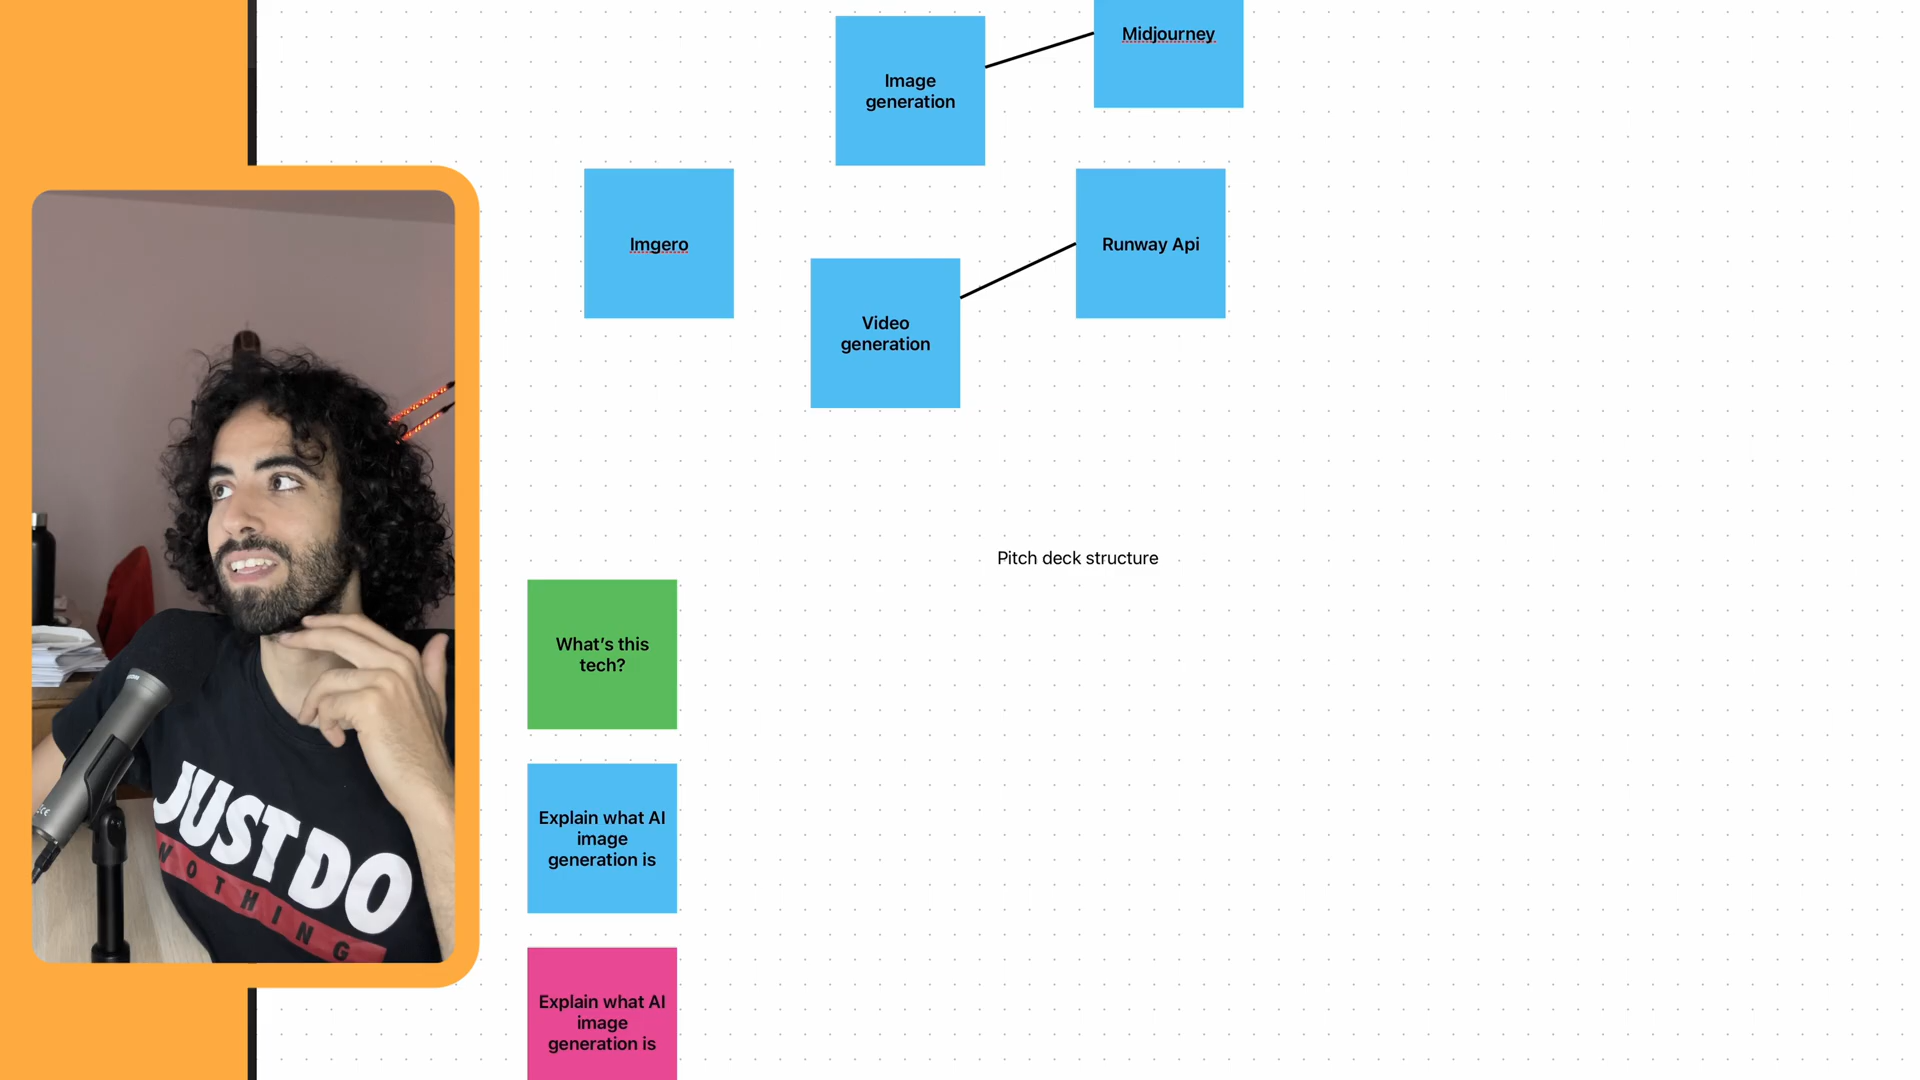 Midjourney
Image
generation
Imgero
Runway Api
Video
generation
Pitch deck structure
What's this
tech?
Explain what AI
image
generation is
Explain what AI
image
generation is
JUST DO
NOTHING